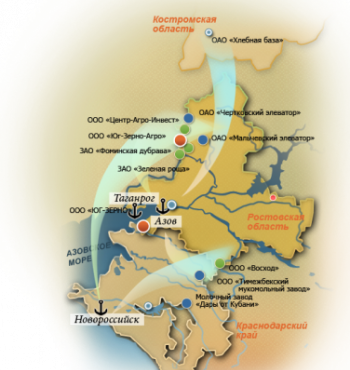 Костромская
область
ОАО «Хлебная база»
ООО «Центр-Агро-Инвест»
ОАО «Чертковский элеватор»
ООО «Юг-Зерно-Агро»
ОАО «Мальчевский элеватор»
ЗАО «Фоминская дубрава»
ЗАО «Зеленая роща»
Таганрог
ООО «ЮГ-ЗЕРНО»
Азов
Ростовская
область
АЗОВСКОЕ
МОРЕ
ООО «Восход»
ООО «Тимежбекский
мукомольный завод»
Молочный завод
«Дары от Кубани»
Новороссийск
Краснодарский
край